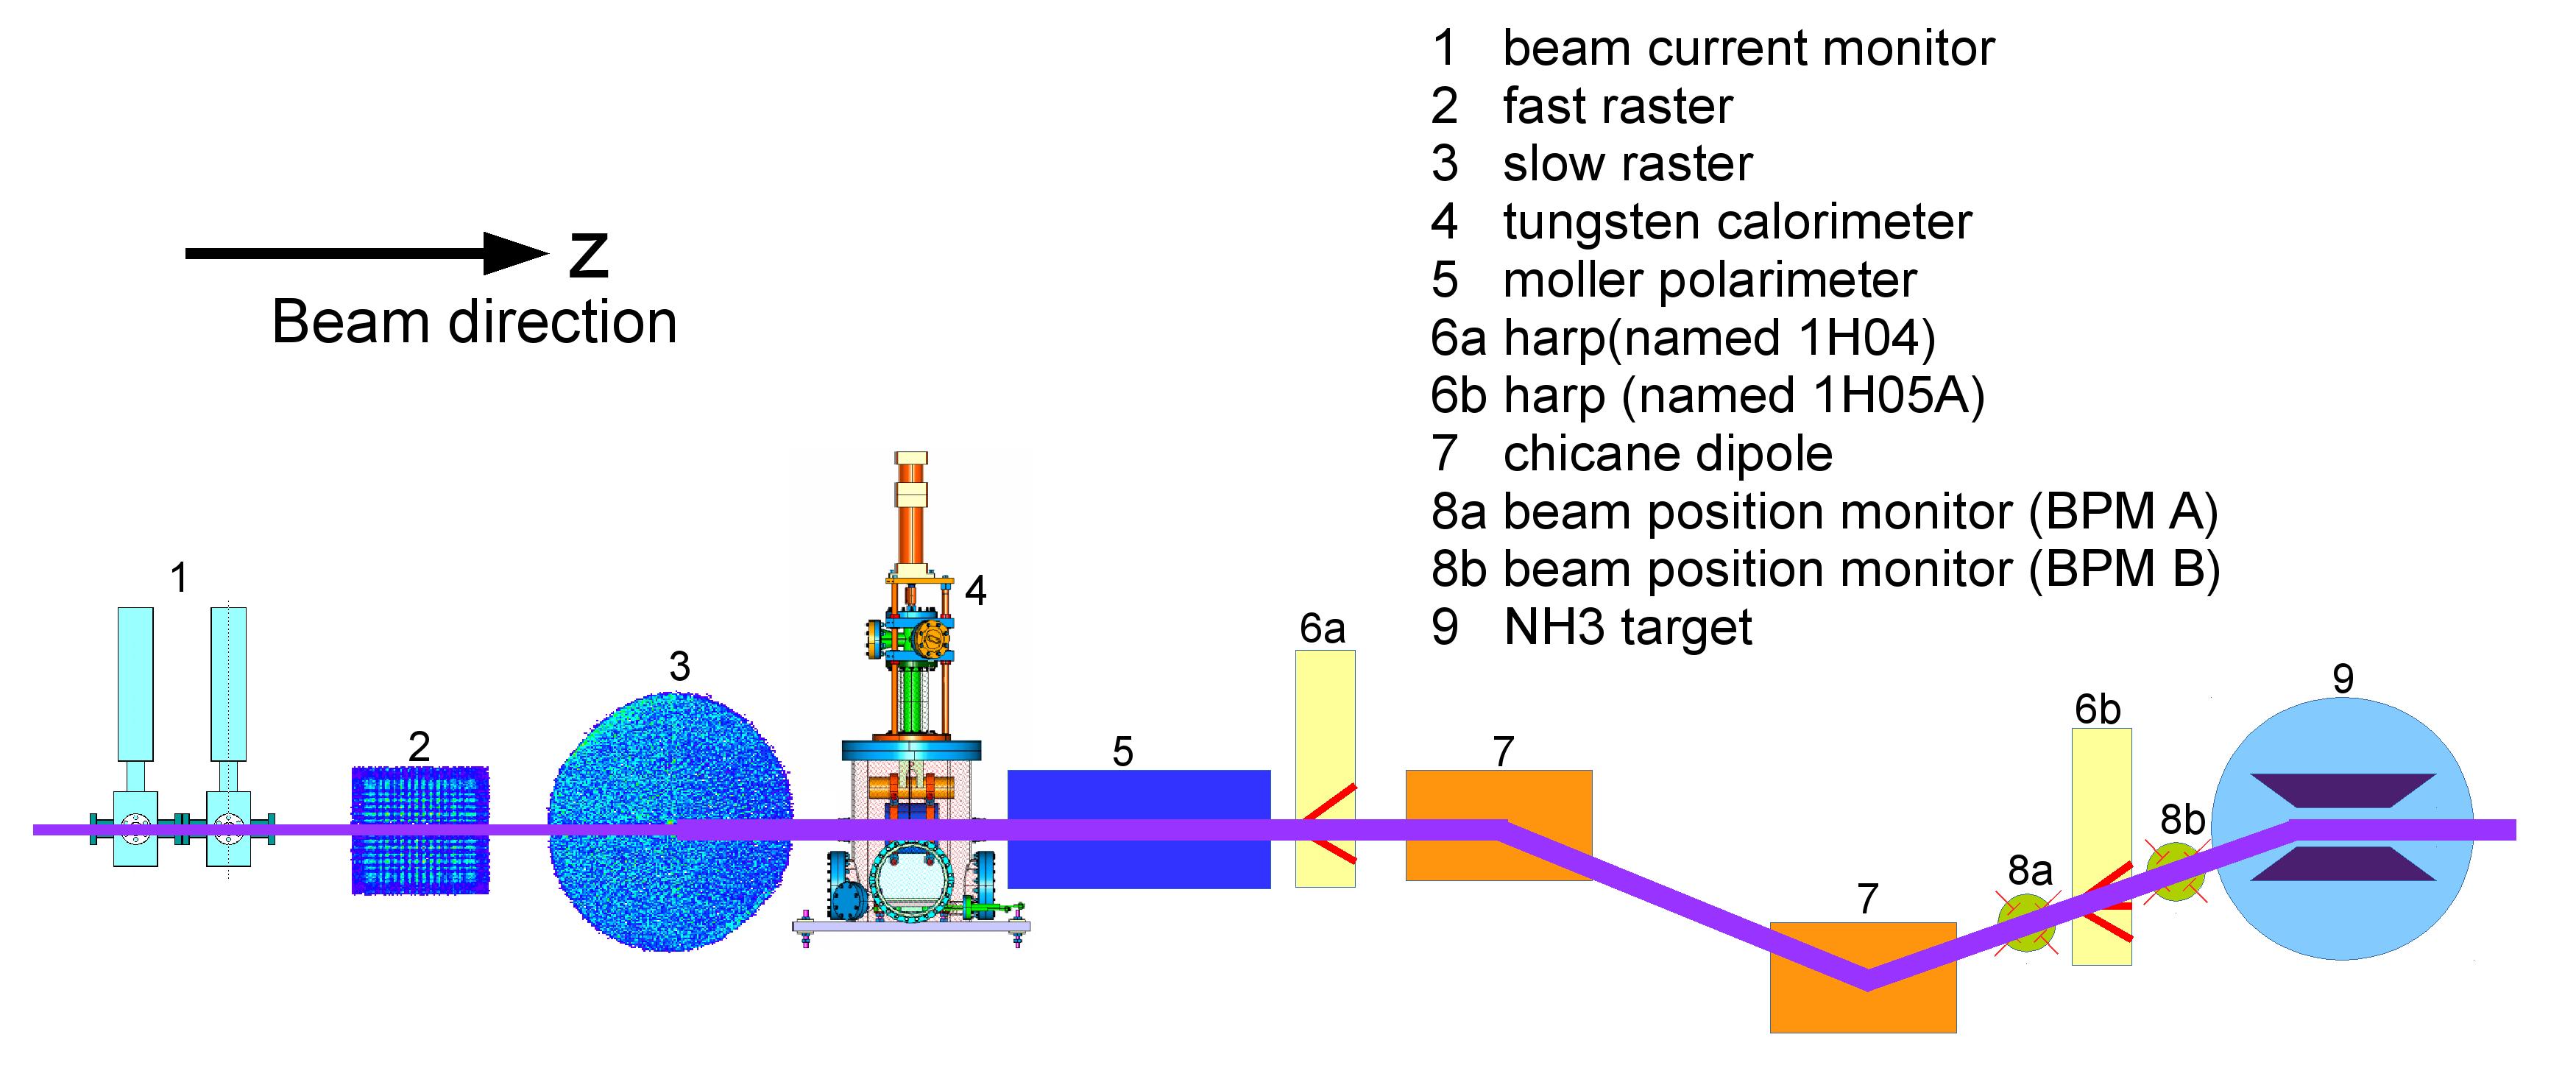 1 beam current monitor
2 fast raster
3 slow raster
4 tungsten calorimeter
5 moller polarimeter
6a harp(named 1H04)
6b harp (named 1H05A)
7 chicane dipole
8a beam position monitor (BPM A)
8b beam position monitor (BPM B)
9 NH3 target
z
Beam direction
1
2
3
4
5
6a
7
7
8a
6b
8b
9